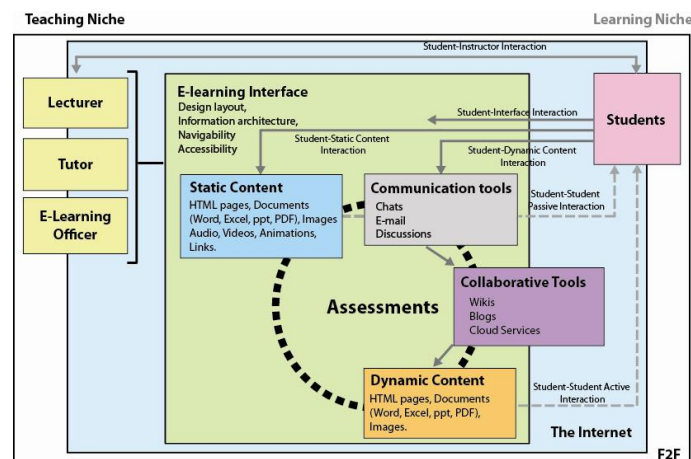 Teaching Niche
Learning Niche
Student-Instructor Interaction
Lecturer
Tutor
E-Learning
Officer
E-learning Interface
Design layout,
Information architecture,
Navigability
Accessibility
Student-Interface Interaction
Student-Static Content
Interaction
Student-Dynamic Content
Interaction
Students
Static Content
HTML pages, Documents
(Word, Excel, ppt, PDF), Images
Audio, Videos, Animations,
Links.
Communication tools
Chats
E-mail
Discussions
Student-Student
Passive Interaction
Assessments
Collaborative Tools
Wikis
Blogs
Cloud Services
Dynamic Content
HTML pages, Documents
(Word, Excel, ppt, PDF),
Images.
Student-Student Active
Interaction
The Internet
F2F